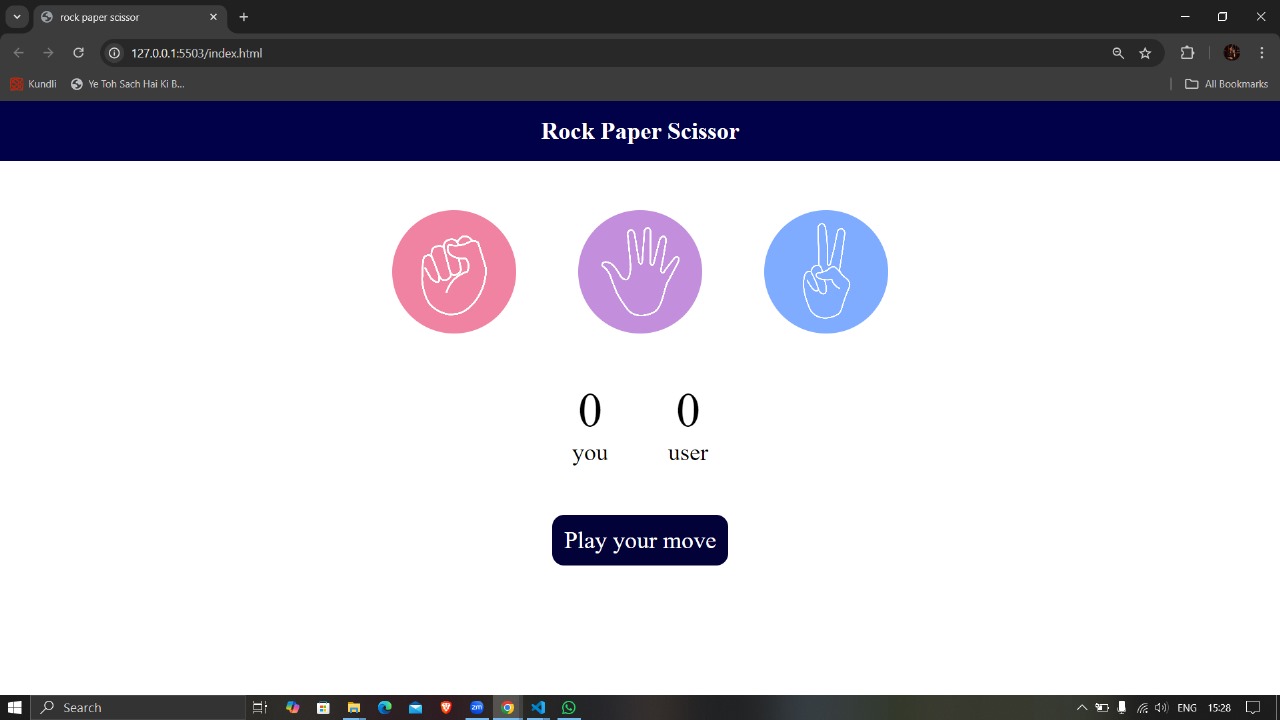 rock paper scissor
127.0.0.1:5503/index.html
Kundli
Ye Toh Sach Hai Ki B...
All Bookmarks
Rock Paper Scissor
0
0
you
user
Play your move
Search
zm
ENG
15:28